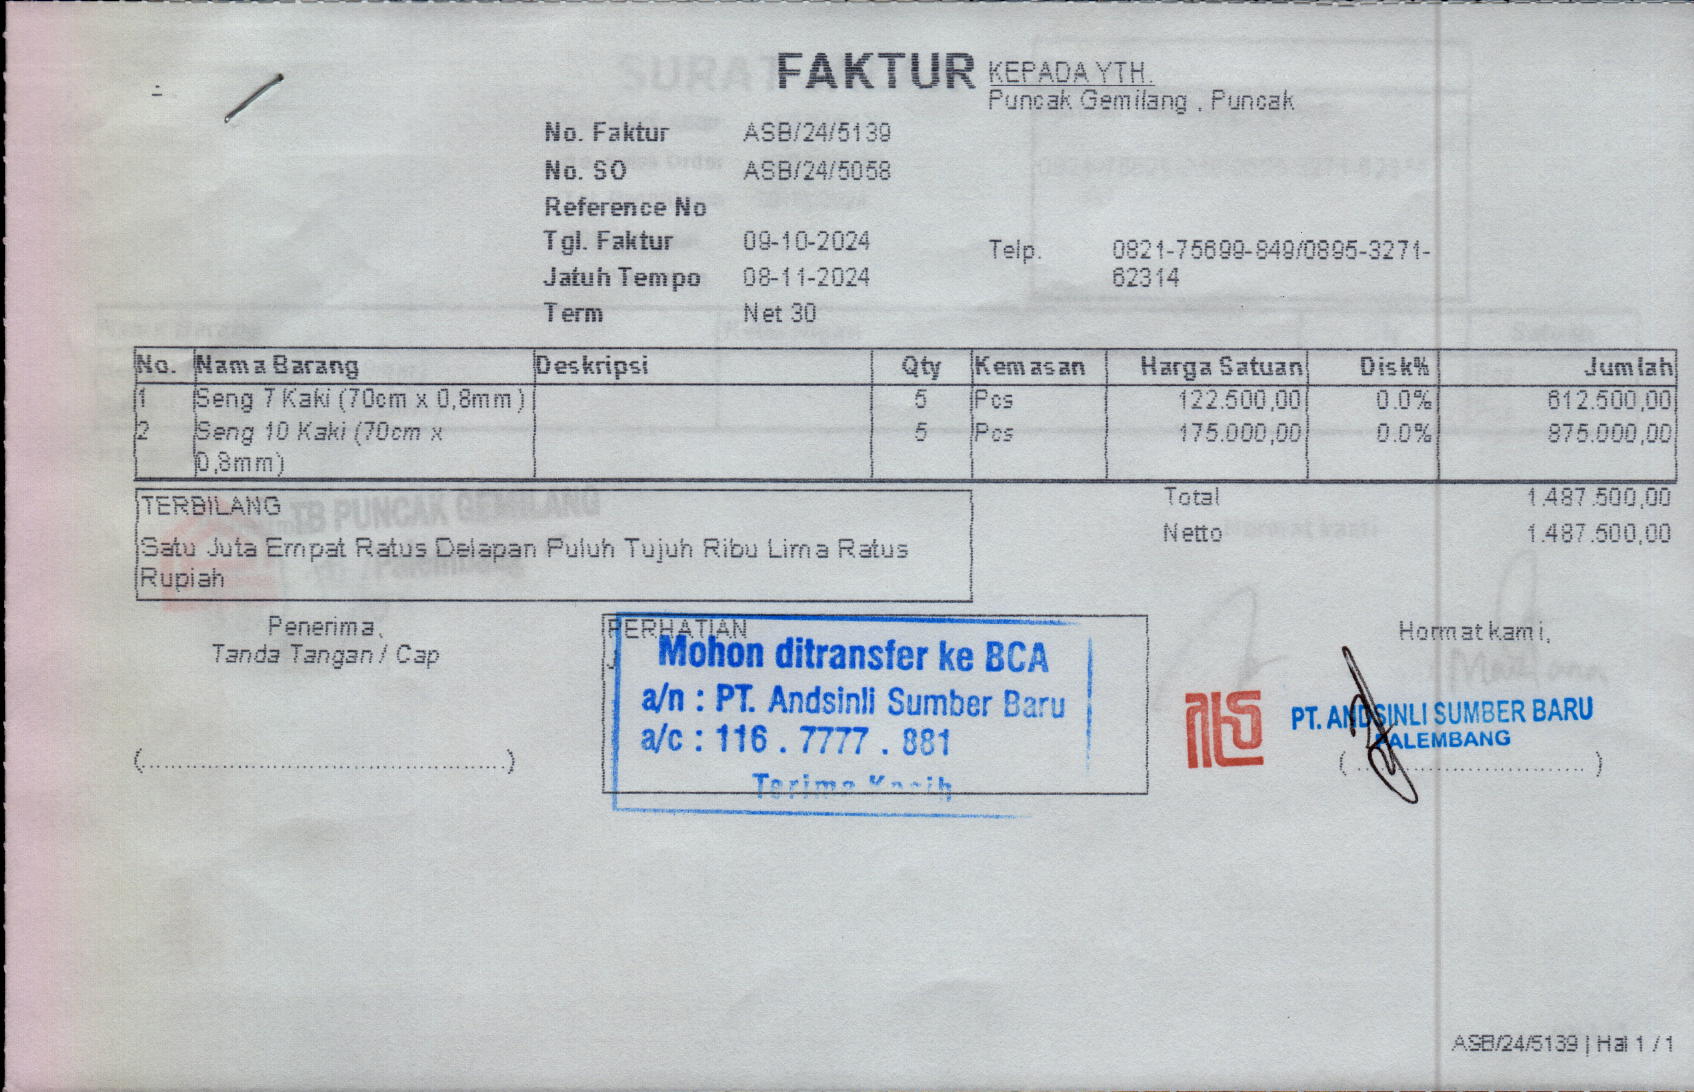 FAKTUR
KEPADA YTH.
Puncak Gemilang , Puncak
No. Faktur ASB/24/5139
No. SO ASB/24/5058
Reference No
Tgl. Faktur 09-10-2024
Telp. 0821-75699-849/0895-3271-
62314
Jatuh Tempo 08-11-2024
Term Net 30
No. Nama Barang Deskripsi Qty Kemasan Harga Satuan Disk% Jumlah
1 Seng 7 Kaki (70cm x 0,8mm) 5 Pcs 122.500,00 0.0% 612.500,00
2 Seng 10 Kaki (70cm x 5 Pcs 175.000,00 0.0% 875.000,00
0,8mm)
TERBILANG
Satu Juta Empat Ratus Delapan Puluh Tujuh Ribu Lima Ratus
Rupiah
Total 1.487.500,00
Netto 1.487.500,00
TB PUNCAK GEMILANG
Palembang
Penerima,
Tanda Tangan / Cap
(..............................................)
PERHATIAN
Mohon ditransfer ke BCA
a/n : PT. Andsinli Sumber Baru
a/c : 116 . 7777 . 881
Terima Kasih
Hormat kami,
PT. ANDSINLI SUMBER BARU
PALEMBANG
( .............................. )
ASB/24/5139 | Hal 1 / 1